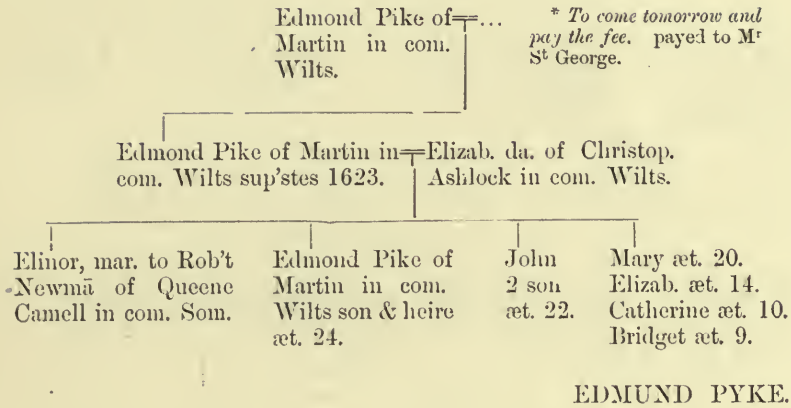 Edmond Pike of=...
Martin in com.
Wilts.
* To come tomorrow and
pay the fee. payed to Mʳ
Sᵗ George.
Edmond Pike of Martin in=Elizab. da. of Christop.
com. Wilts sup'stes 1623. Ashlock in com. Wilts.
Elinor, mar. to Rob't
Newmā of Queene
Camell in com. Som.
Edmond Pike of
Martin in com.
Wilts son & heire
æt. 24.
John
2 son
æt. 22.
Mary æt. 20.
Elizab. æt. 14.
Catherine æt. 10.
Bridget æt. 9.
EDMUND PYKE.